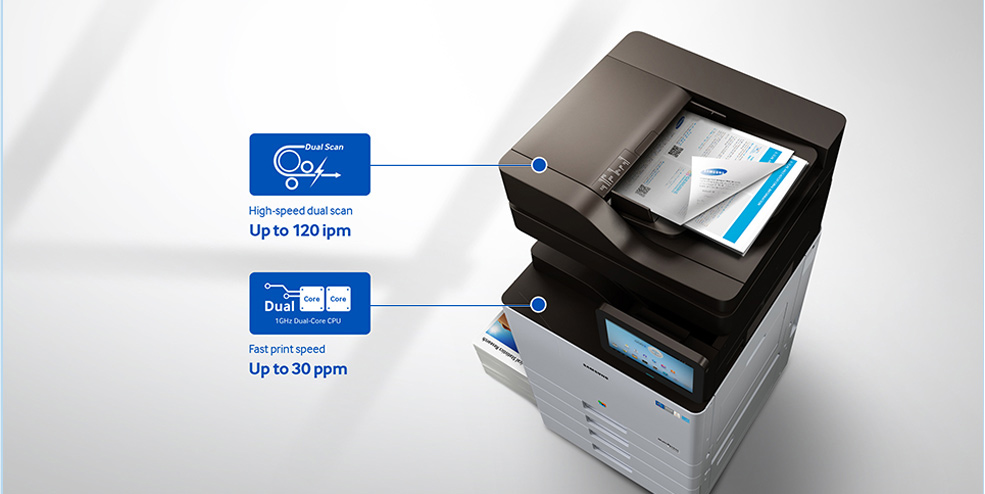 Dual Scan
High-speed dual scan
Up to 120 ipm
Dual Core Core
1GHz Dual-Core CPU
Fast print speed
Up to 30 ppm
SAMSUNG
SAMSUNG